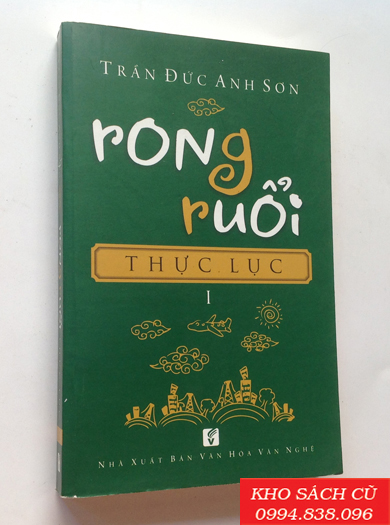 TRẦN ĐỨC ANH SƠN
rong
ruổi
THỰC LỤC
1
NHÀ XUẤT BẢN VĂN HÓA VĂN NGHỆ
KHO SÁCH CŨ
0994.838.096